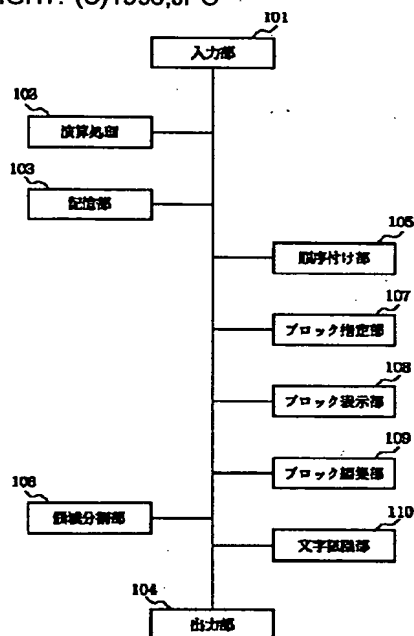 (C)1996,JPO
101
入力部
102
演算処理
103
記憶部
105
順序付け部
107
ブロック指定部
108
ブロック表示部
109
ブロック編集部
106
領域分割部
110
文字認識部
104
出力部